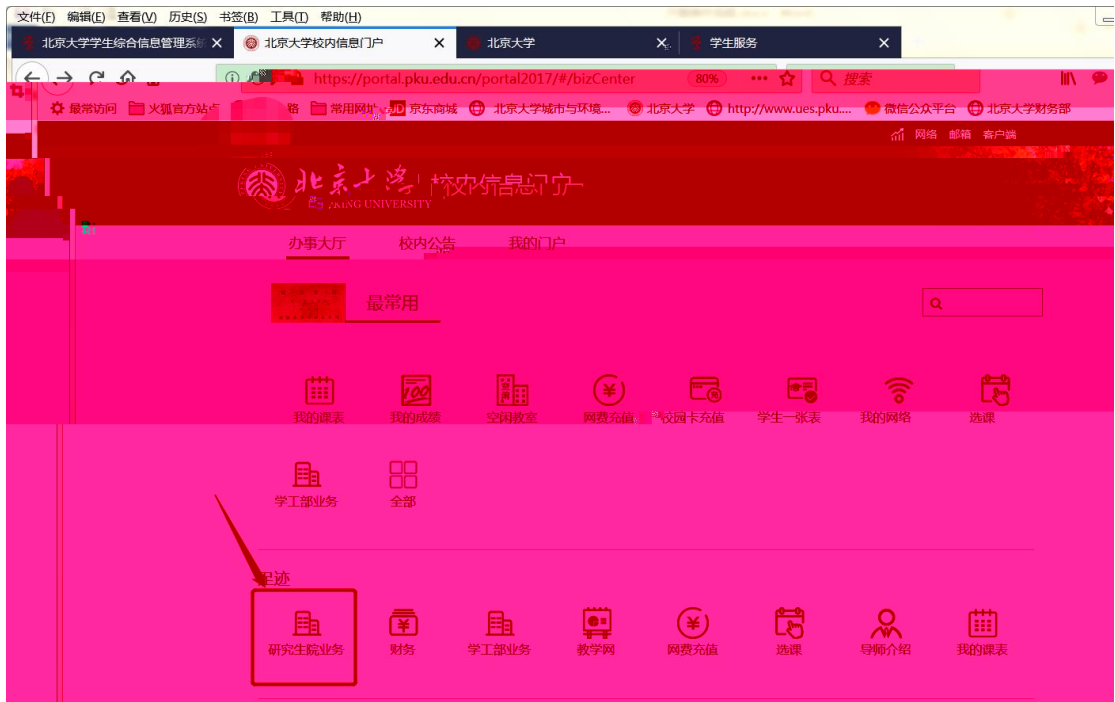 文件(F) 编辑(E) 查看(V) 历史(S) 书签(B) 工具(T) 帮助(H)
北京大学学生综合信息管理系统 北京大学校内信息门户 北京大学 学生服务
https://portal.pku.edu.cn/portal2017/#/bizCenter 80% 搜索
最常访问 火狐官方站点 常用网址 JD 京东商城 北京大学城市与环境... 北京大学 http://www.ues.pku.... 微信公众平台 北京大学财务部
网络 邮箱 客户端
北京大学 校内信息门户
PEKING UNIVERSITY
办事大厅 校内公告 我的门户
最常用
我的课表 我的成绩 空闲教室 网费充值 校园卡充值 学生一张表 我的网络 选课
学工部业务 全部
足迹
研究生院业务 财务 学工部业务 教学网 网费充值 选课 导师介绍 我的课表